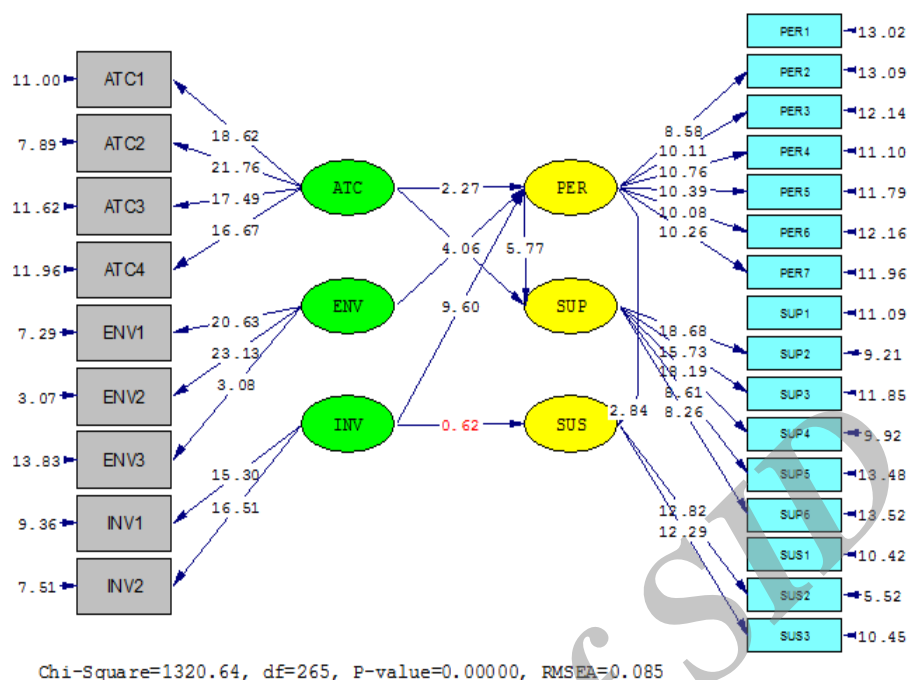 PER1 13.02
11.00 ATC1 PER2 13.09
PER3 12.14
7.89 ATC2 18.62 8.58
21.76 10.11 PER4 11.10
ATC 2.27 PER 10.76
11.62 ATC3 17.49 10.39 PER5 11.79
16.67 10.08 PER6 12.16
10.26
11.96 ATC4 4.06 5.77 PER7 11.96
20.63 ENV 9.60 SUP SUP1 11.09
7.29 ENV1 23.13 18.68
3.08 15.73 SUP2 9.21
3.07 ENV2 18.19 SUP3 11.85
8.61
INV 0.62 SUS 2.84 8.26 SUP4 9.92
13.83 ENV3 15.30 SUP5 13.48
16.51 12.82 SUP6 13.52
9.36 INV1 12.29 SUS1 10.42
7.51 INV2 SUS2 5.52
SUS3 10.45
Chi-Square=1320.64, df=265, P-value=0.00000, RMSEA=0.085
f SID